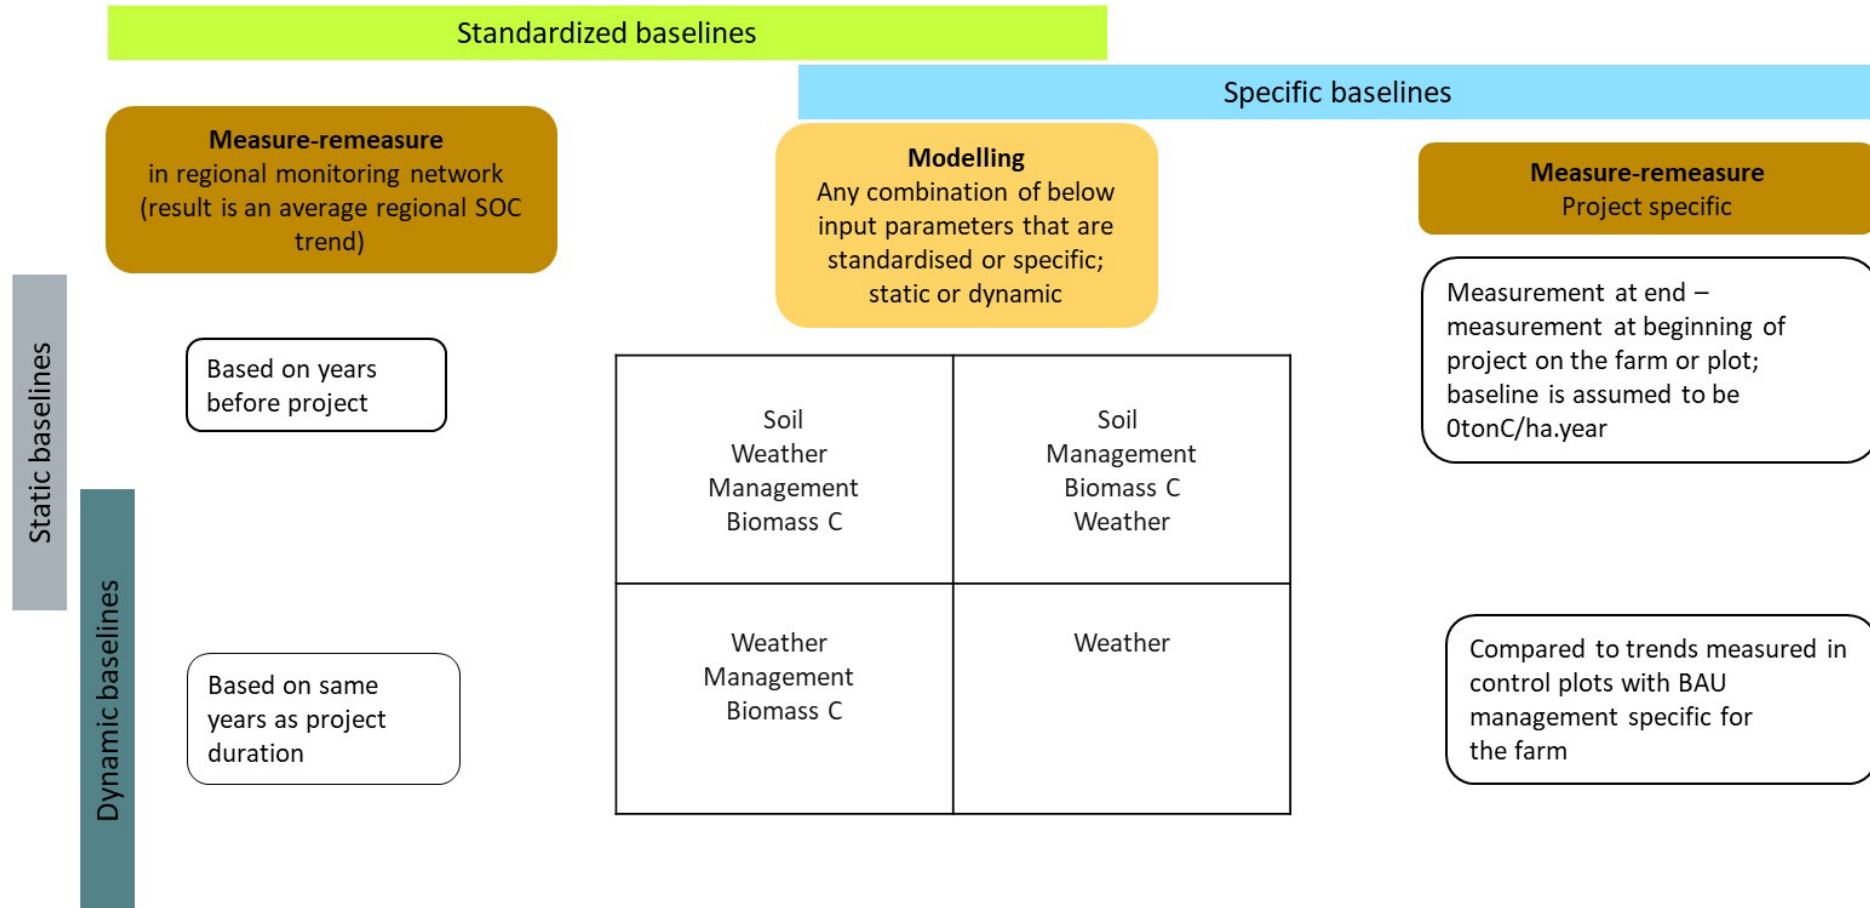 Standardized baselines
Specific baselines
Measure-remeasure
in regional monitoring network
(result is an average regional SOC
trend)
Modelling
Any combination of below
input parameters that are
standardised or specific;
static or dynamic
Measure-remeasure
Project specific
Static baselines
Dynamic baselines
Based on years
before project
Soil
Weather
Management
Biomass C
Soil
Management
Biomass C
Weather
Measurement at end –
measurement at beginning of
project on the farm or plot;
baseline is assumed to be
0tonC/ha.year
Based on same
years as project
duration
Weather
Management
Biomass C
Weather
Compared to trends measured in
control plots with BAU
management specific for
the farm